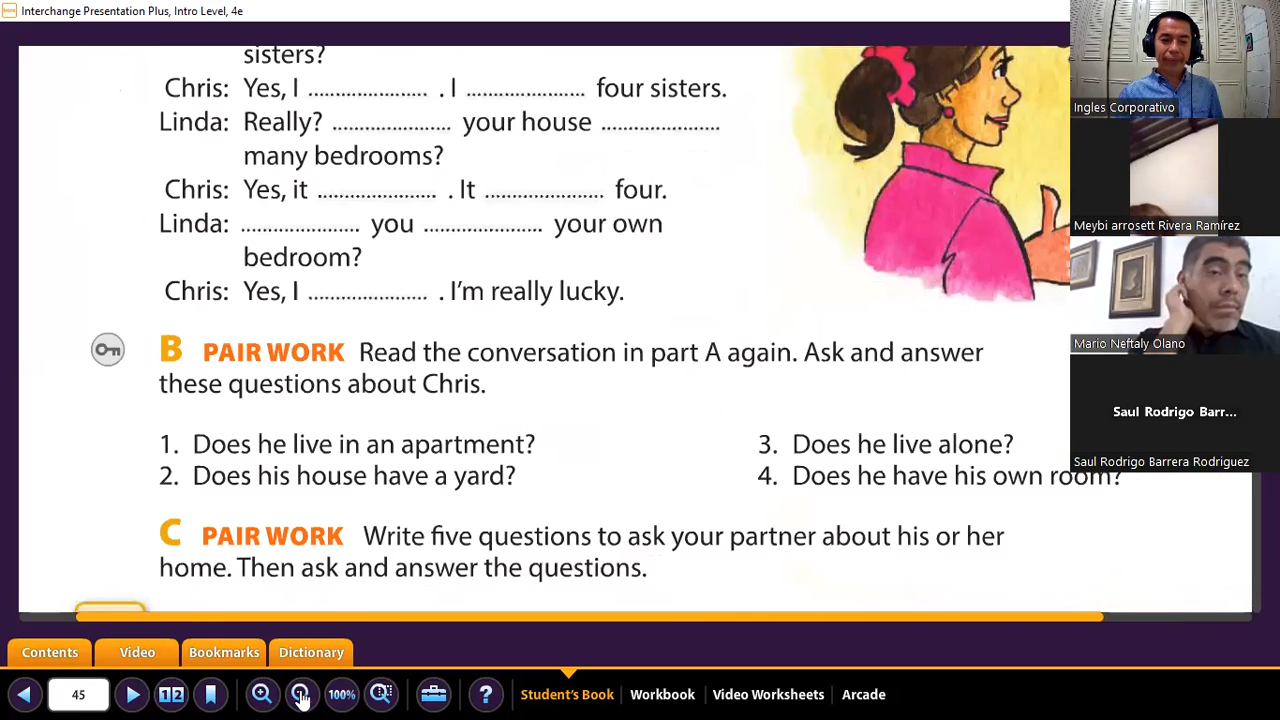 Interchange Presentation Plus, Intro Level, 4e
sisters?
Chris: Yes, I ........................ . I ........................ four sisters.
Linda: Really? ........................ your house ........................
many bedrooms?
Chris: Yes, it ........................ . It ........................ four.
Linda: ........................ you ........................ your own
bedroom?
Chris: Yes, I ........................ . I'm really lucky.
B PAIR WORK Read the conversation in part A again. Ask and answer
these questions about Chris.
1. Does he live in an apartment?
2. Does his house have a yard?
3. Does he live alone?
4. Does he have his own room?
C PAIR WORK Write five questions to ask your partner about his or her
home. Then ask and answer the questions.
Ingles Corporativo
Meybi arrosett Rivera Ramírez
Mario Neftaly Olano
Saul Rodrigo Barr...
Saul Rodrigo Barrera Rodriguez
Contents Video Bookmarks Dictionary
45 1 2 100% ? Student's Book Workbook Video Worksheets Arcade